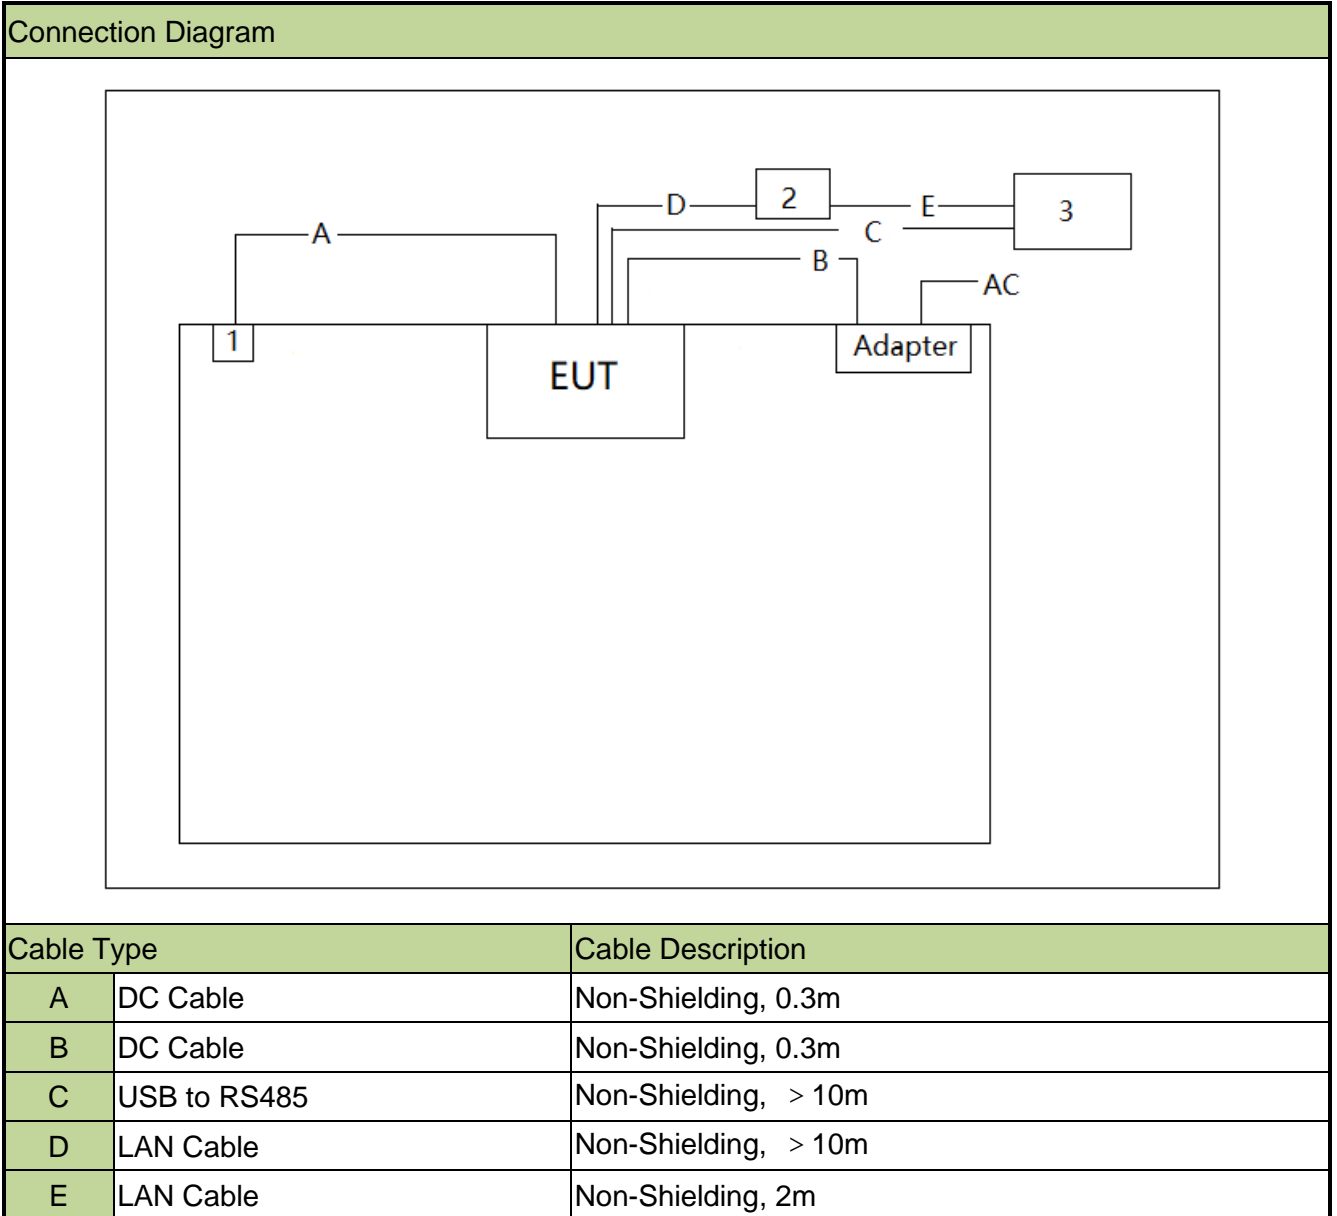 Connection Diagram
D 2 E 3
A C
B
AC
1 EUT Adapter
Cable Type Cable Description
A DC Cable Non-Shielding, 0.3m
B DC Cable Non-Shielding, 0.3m
C USB to RS485 Non-Shielding, > 10m
D LAN Cable Non-Shielding, > 10m
E LAN Cable Non-Shielding, 2m